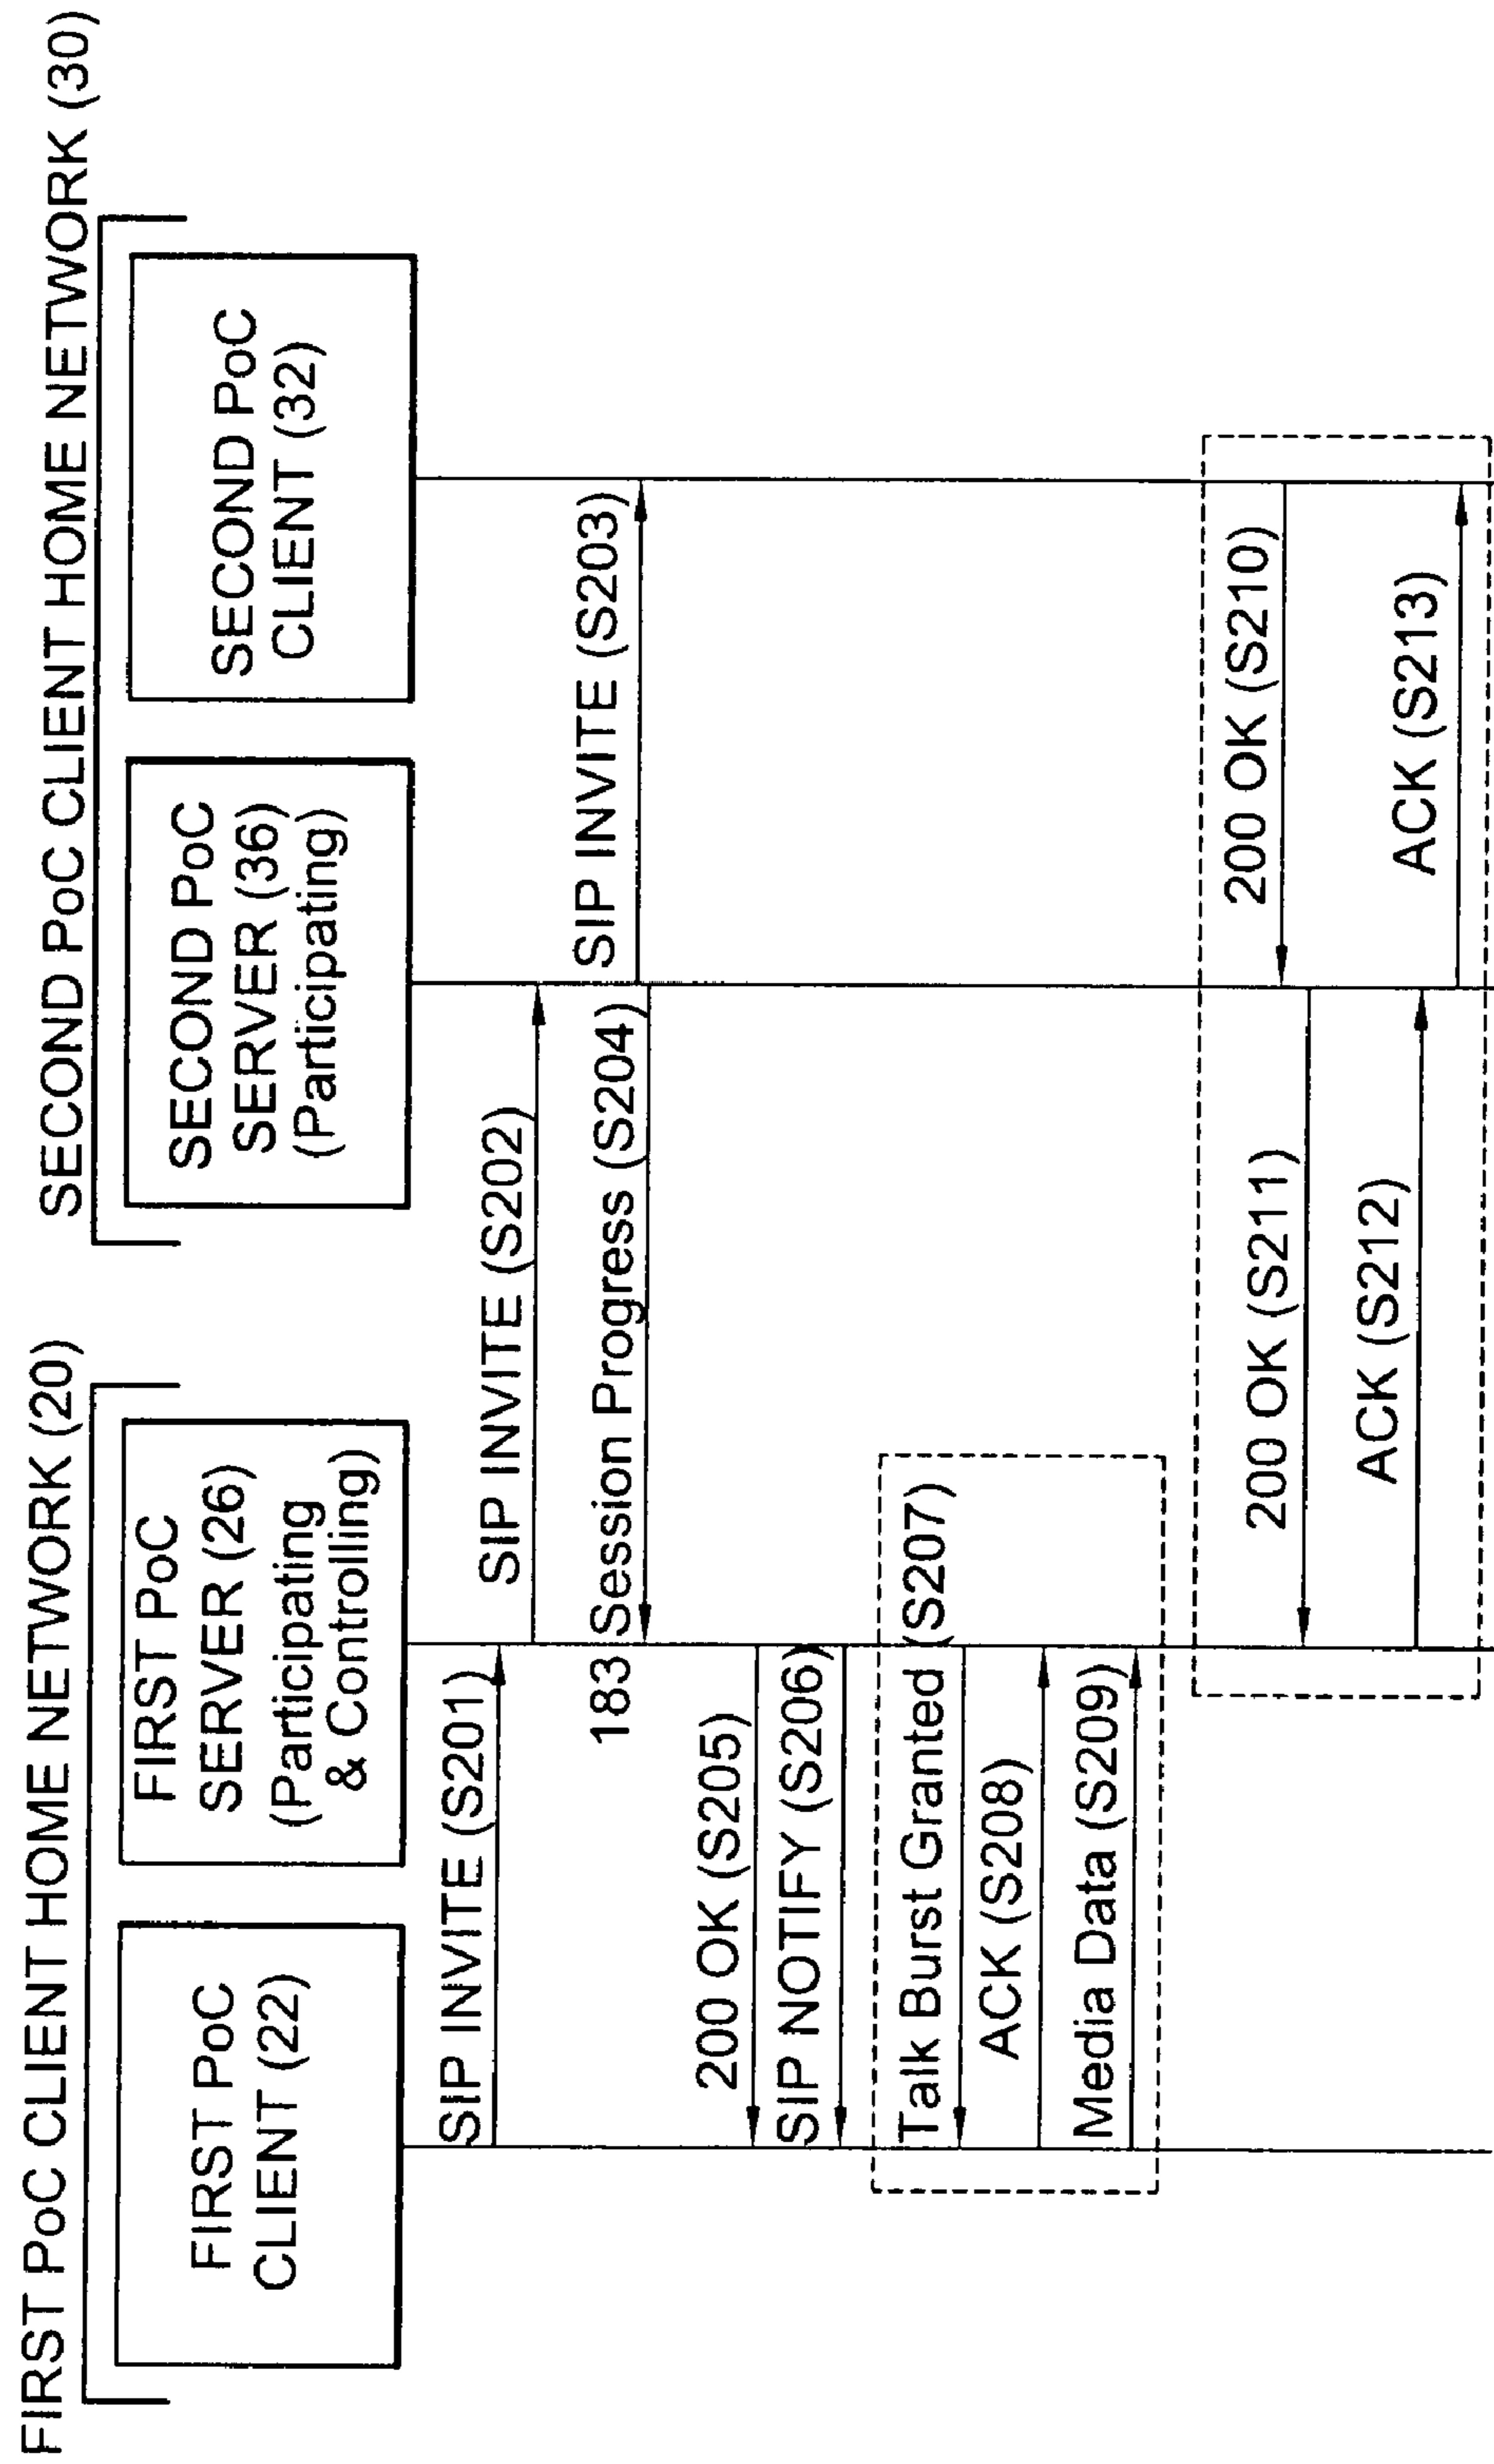 FIRST PoC CLIENT HOME NETWORK (20)
SECOND PoC CLIENT HOME NETWORK (30)
FIRST PoC
CLIENT (22)
FIRST PoC
SERVER (26)
(Participating
& Controlling)
SECOND PoC
SERVER (36)
(Participating)
SECOND PoC
CLIENT (32)
SIP INVITE (S201)
SIP INVITE (S202)
SIP INVITE (S203)
183 Session Progress (S204)
200 OK (S205)
SIP NOTIFY (S206)
Talk Burst Granted (S207)
ACK (S208)
Media Data (S209)
200 OK (S210)
200 OK (S211)
ACK (S212)
ACK (S213)